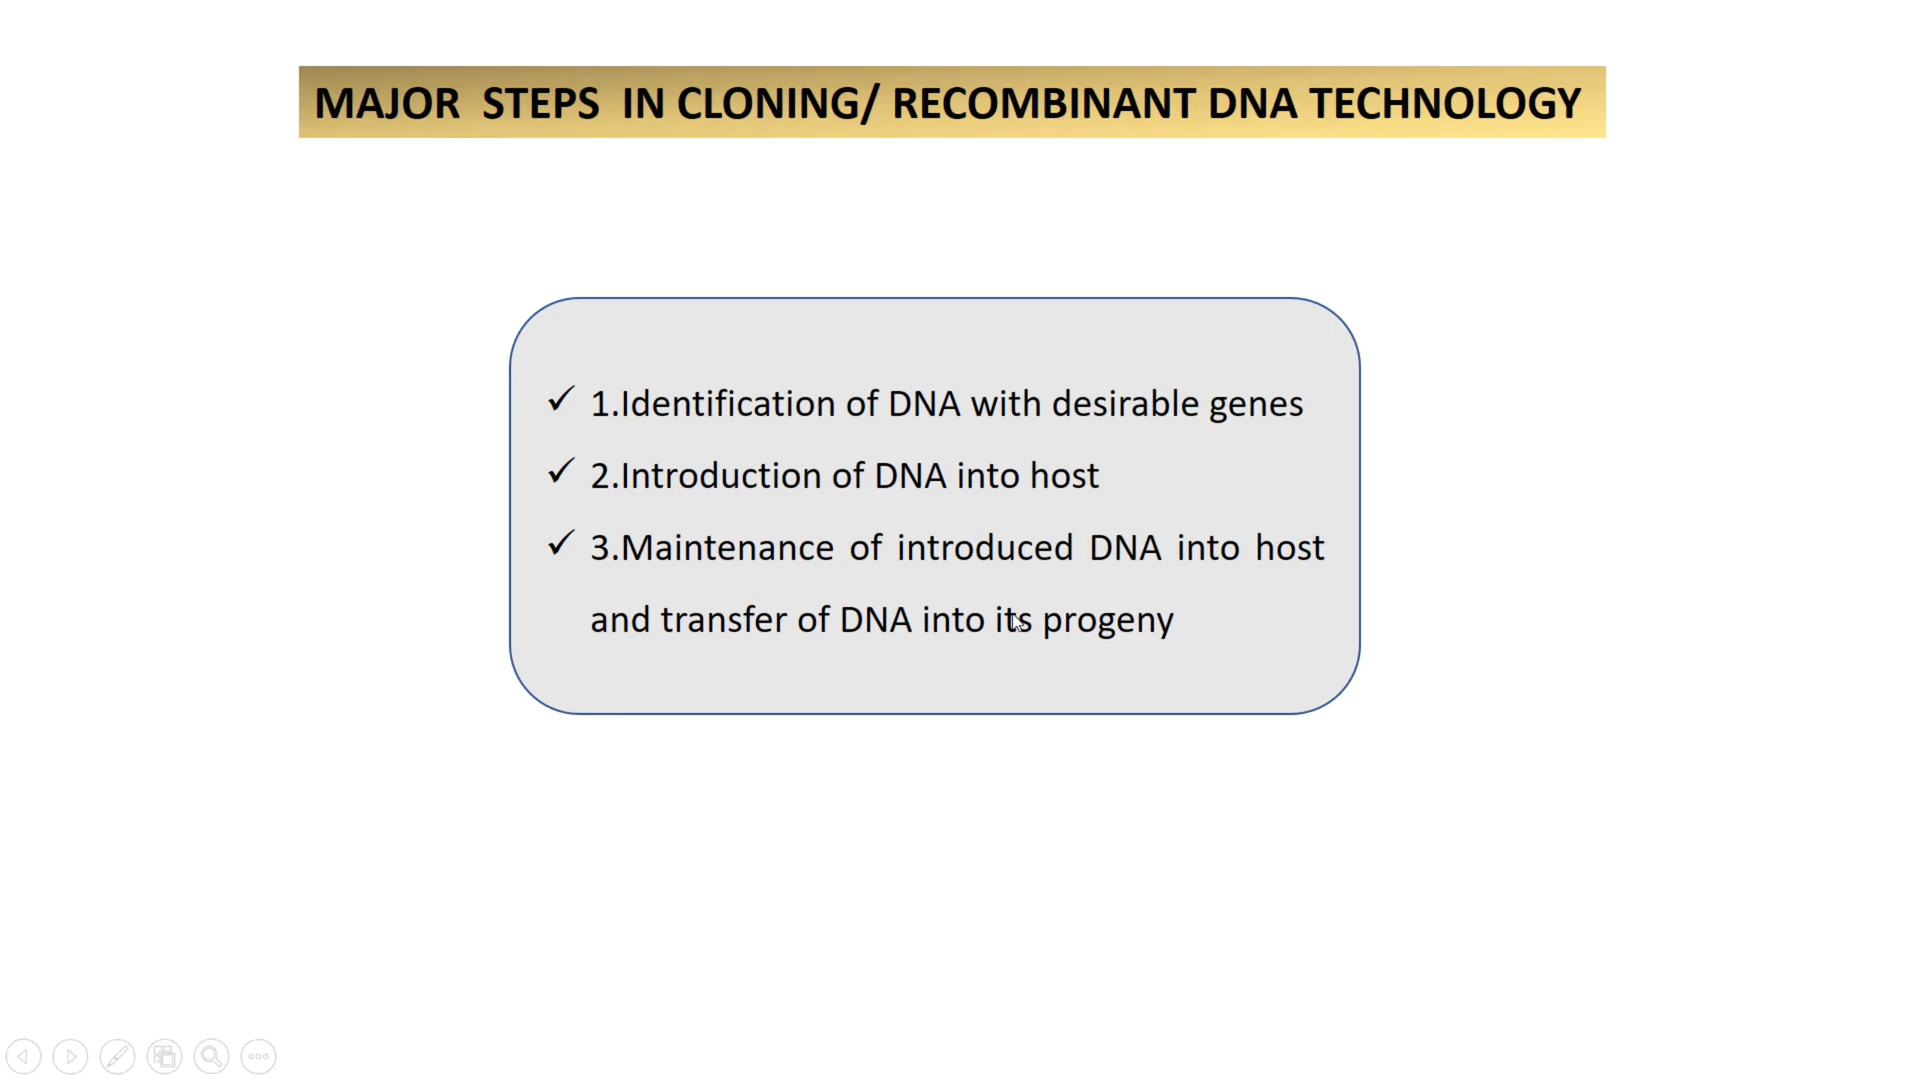 MAJOR STEPS IN CLONING/ RECOMBINANT DNA TECHNOLOGY
✓ 1.Identification of DNA with desirable genes
✓ 2.Introduction of DNA into host
✓ 3.Maintenance of introduced DNA into host
and transfer of DNA into its progeny